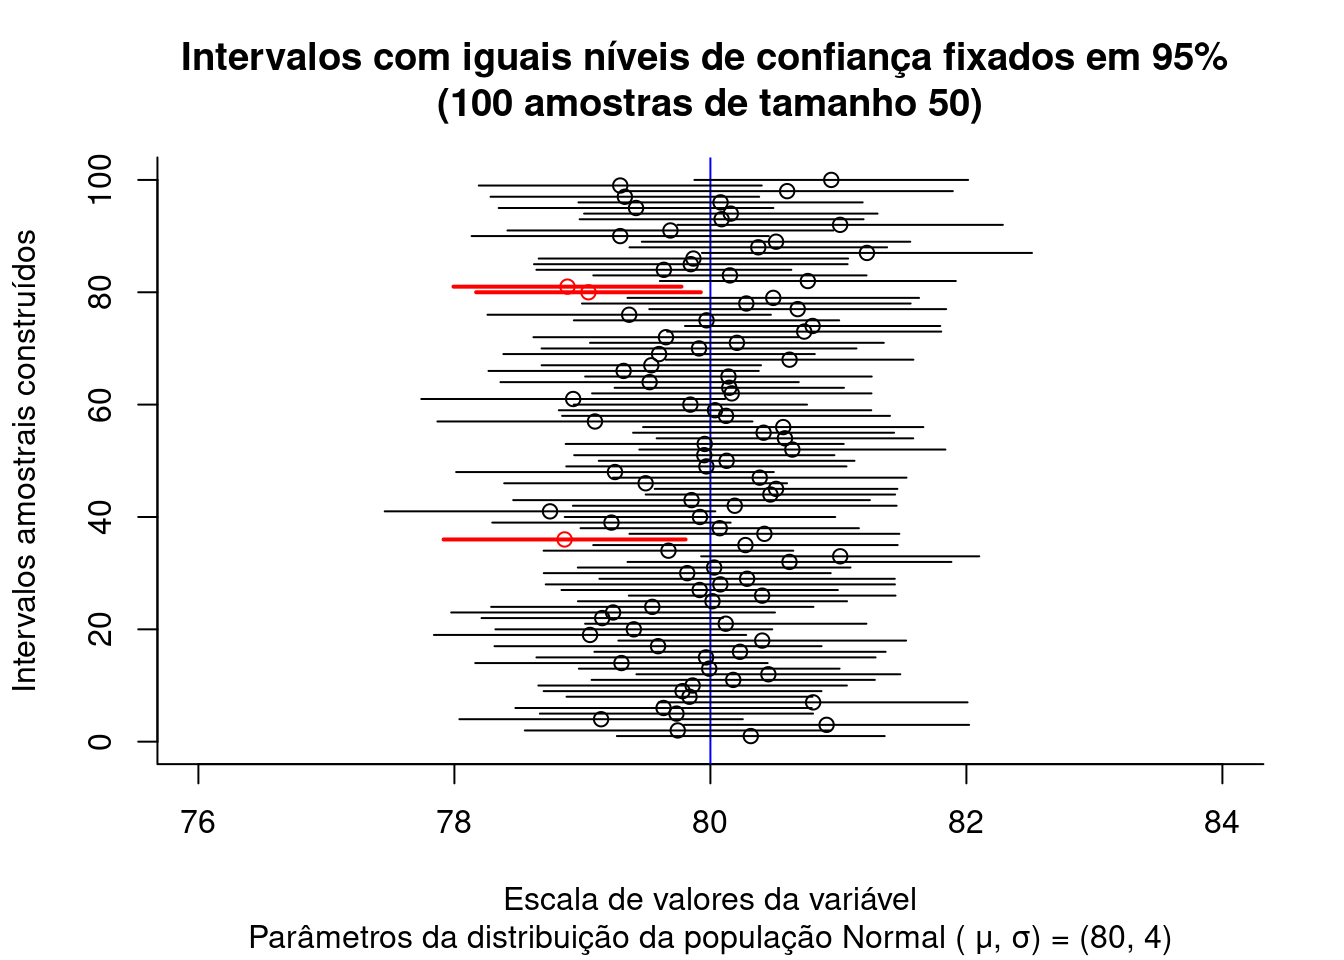 Intervalos com iguais níveis de confiança fixados em 95%
(100 amostras de tamanho 50)
Intervalos amostrais construídos
100
80
60
40
20
0
76 78 80 82 84
Escala de valores da variável
Parâmetros da distribuição da população Normal ( μ, σ) = (80, 4)